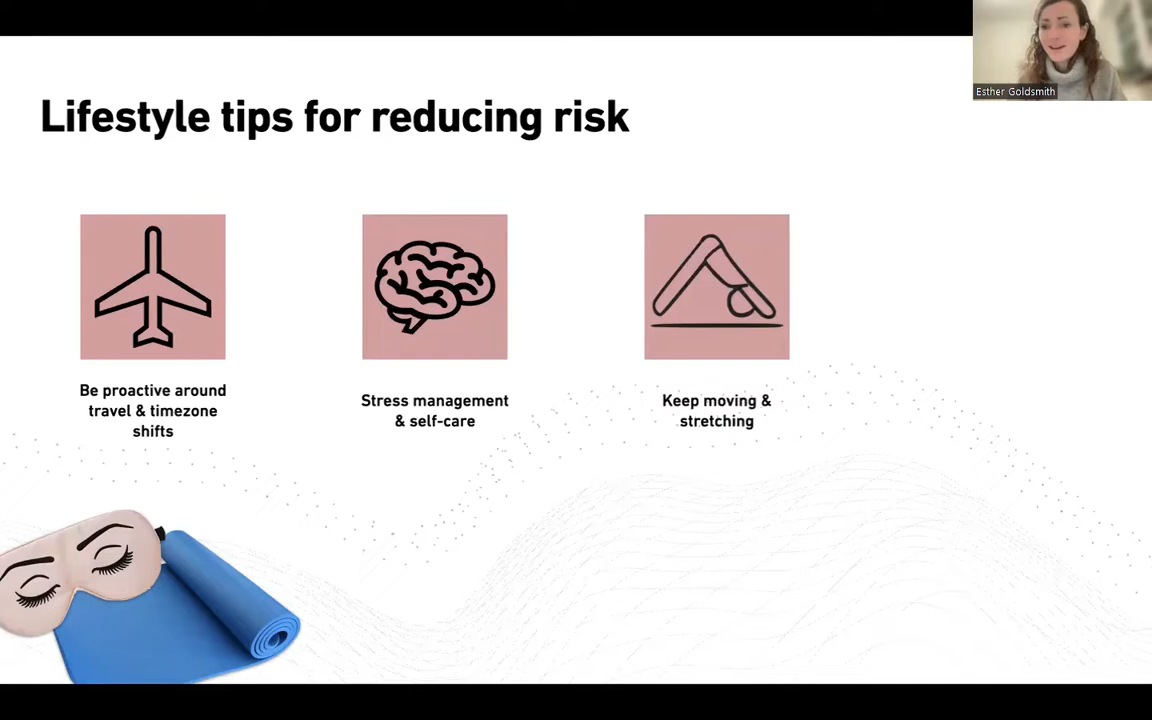 Esther Goldsmith
Lifestyle tips for reducing risk
Be proactive around
travel & timezone
shifts
Stress management
& self-care
Keep moving &
stretching